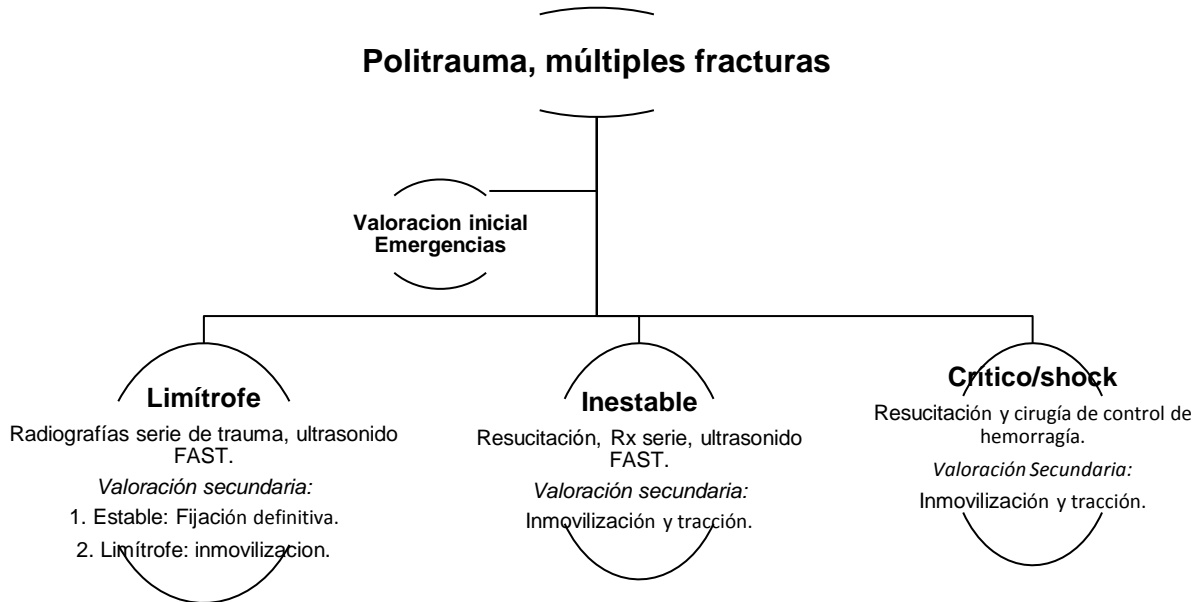 Politrauma, múltiples fracturas
Valoracion inicial
Emergencias
Limítrofe
Radiografías serie de trauma, ultrasonido
FAST.
Valoración secundaria:
1. Estable: Fijación definitiva.
2. Limítrofe: inmovilizacion.
Inestable
Resucitación, Rx serie, ultrasonido
FAST.
Valoración secundaria:
Inmovilización y tracción.
Crítico/shock
Resucitación y cirugía de control de
hemorragía.
Valoración Secundaria:
Inmovilización y tracción.